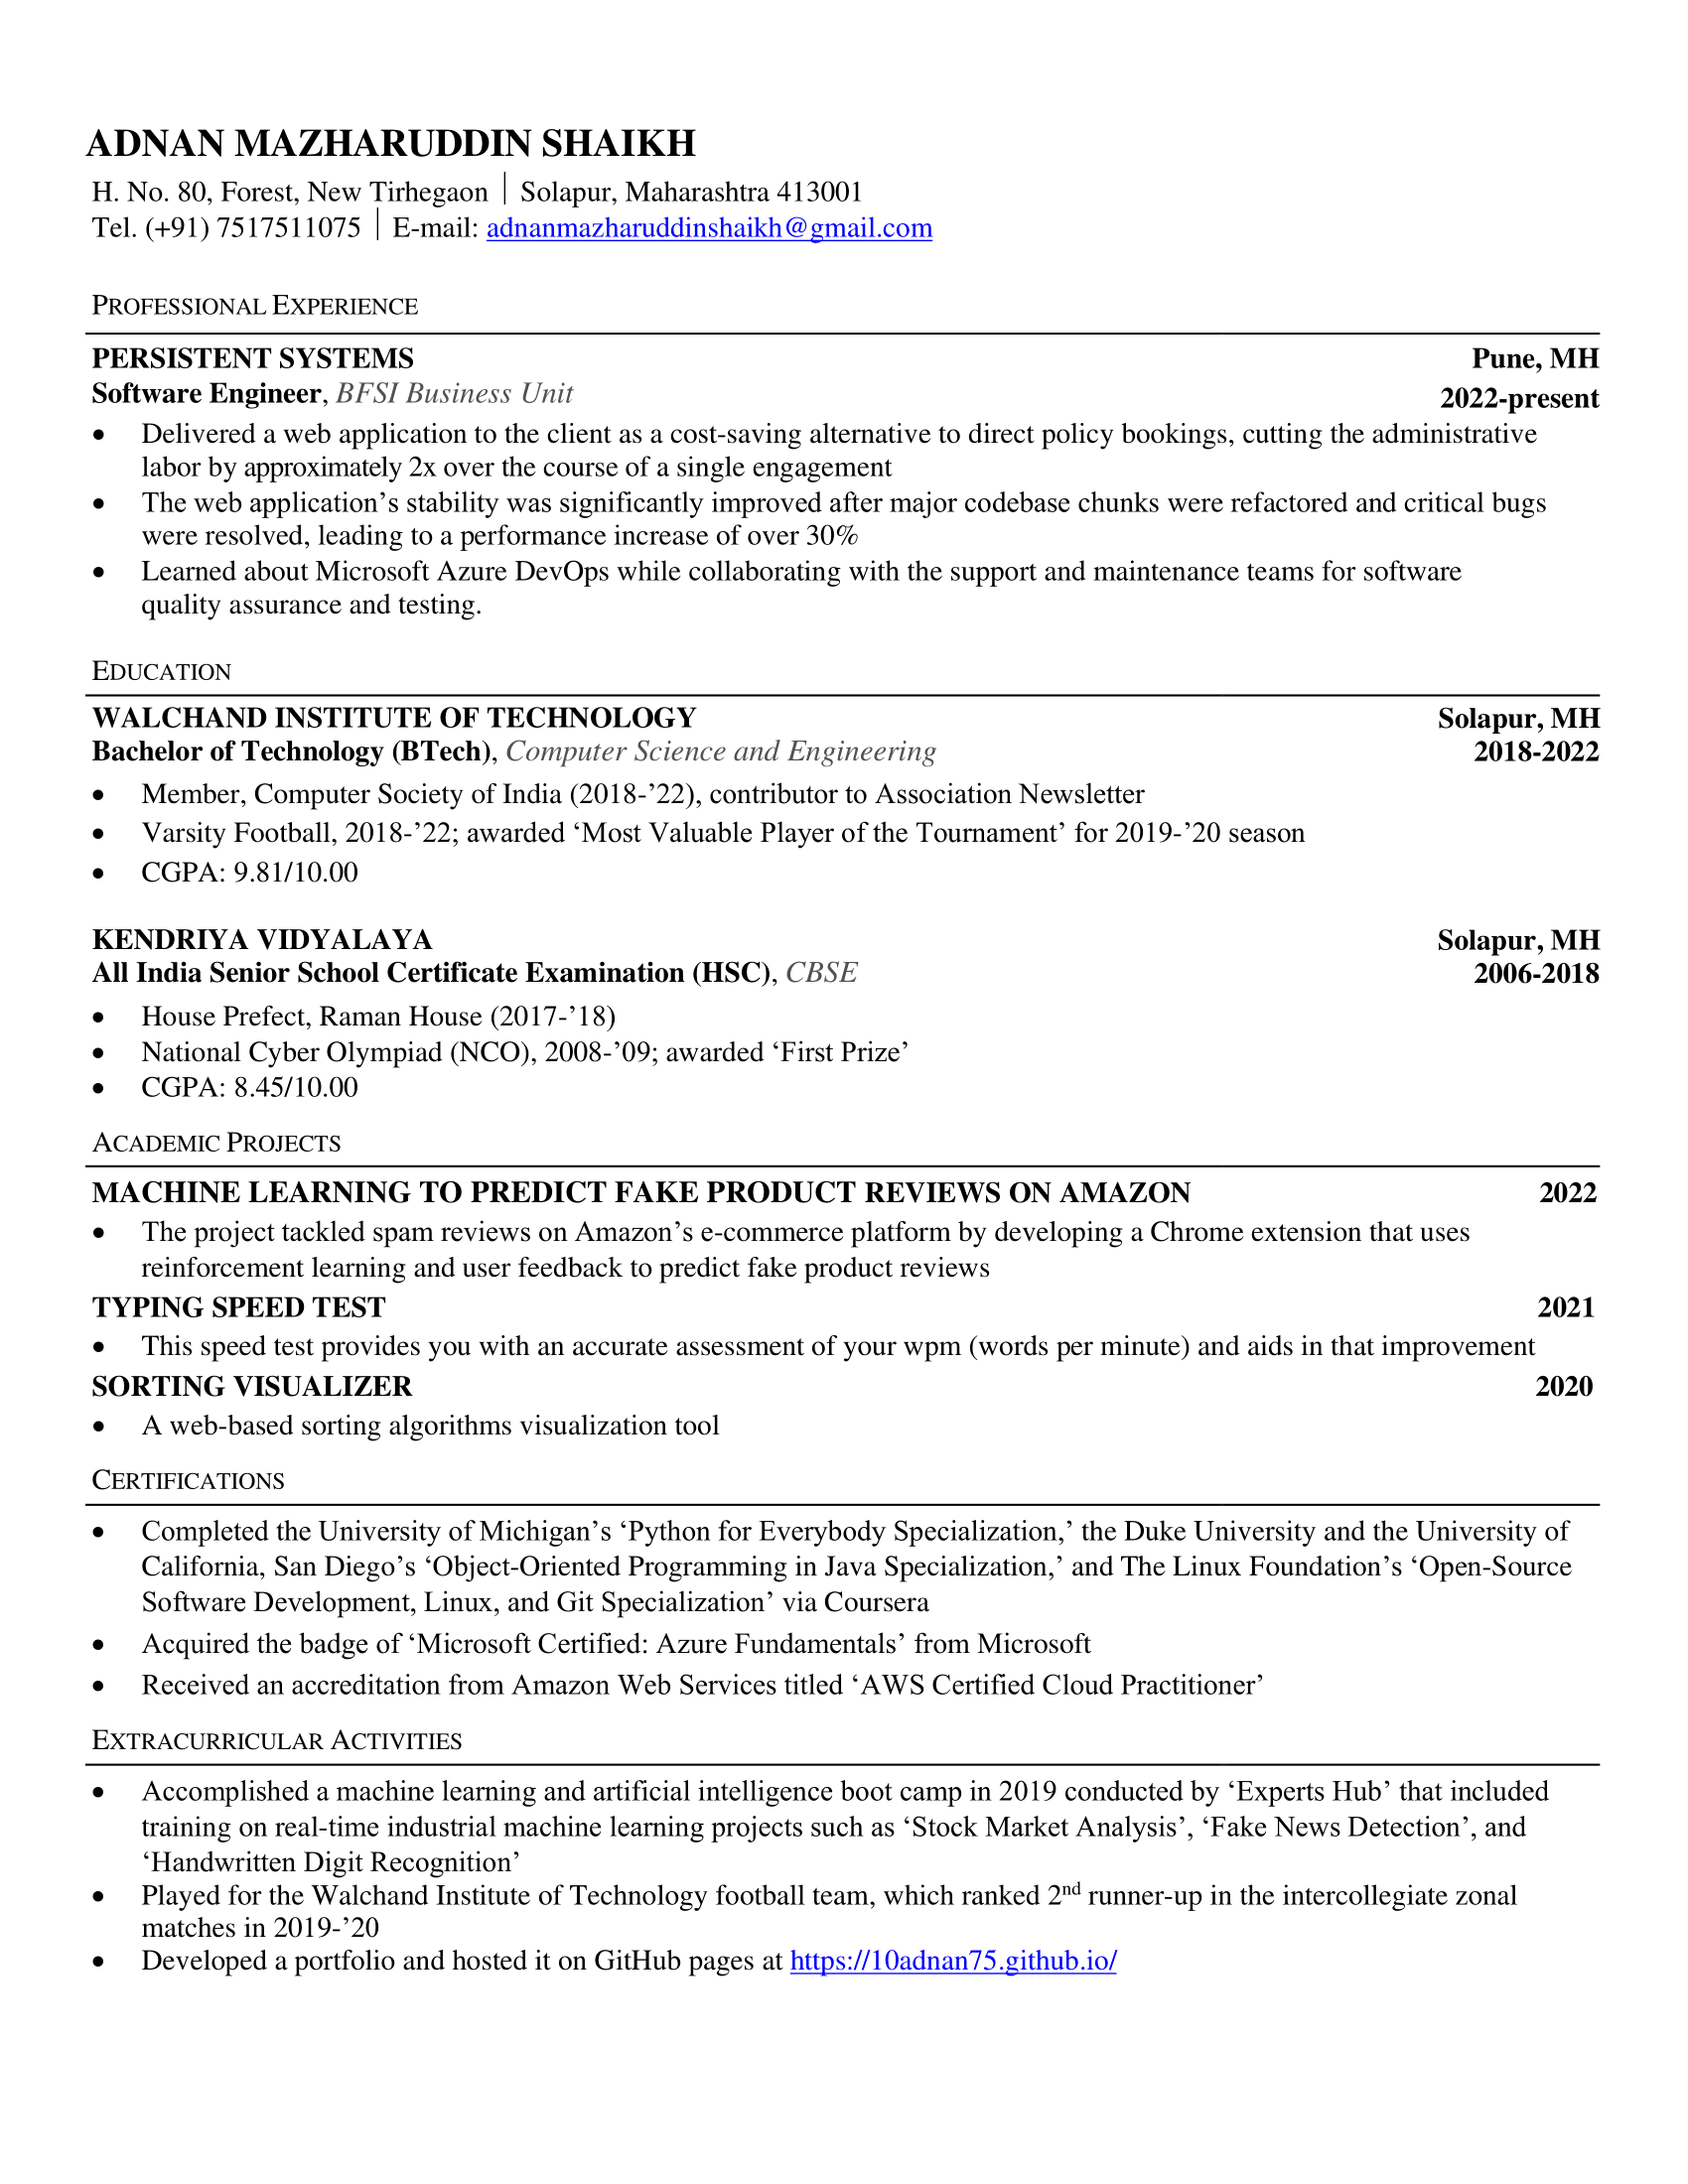 ADNAN MAZHARUDDIN SHAIKH
H. No. 80, Forest, New Tirhegaon | Solapur, Maharashtra 413001
Tel. (+91) 7517511075 | E-mail: adnanmazharuddinshaikh@gmail.com
PROFESSIONAL EXPERIENCE
PERSISTENT SYSTEMS Pune, MH
Software Engineer, BFSI Business Unit 2022-present
• Delivered a web application to the client as a cost-saving alternative to direct policy bookings, cutting the administrative
labor by approximately 2x over the course of a single engagement
• The web application’s stability was significantly improved after major codebase chunks were refactored and critical bugs
were resolved, leading to a performance increase of over 30%
• Learned about Microsoft Azure DevOps while collaborating with the support and maintenance teams for software
quality assurance and testing.
EDUCATION
WALCHAND INSTITUTE OF TECHNOLOGY Solapur, MH
Bachelor of Technology (BTech), Computer Science and Engineering 2018-2022
• Member, Computer Society of India (2018-’22), contributor to Association Newsletter
• Varsity Football, 2018-’22; awarded ‘Most Valuable Player of the Tournament’ for 2019-’20 season
• CGPA: 9.81/10.00
KENDRIYA VIDYALAYA Solapur, MH
All India Senior School Certificate Examination (HSC), CBSE 2006-2018
• House Prefect, Raman House (2017-’18)
• National Cyber Olympiad (NCO), 2008-’09; awarded ‘First Prize’
• CGPA: 8.45/10.00
ACADEMIC PROJECTS
MACHINE LEARNING TO PREDICT FAKE PRODUCT REVIEWS ON AMAZON 2022
• The project tackled spam reviews on Amazon’s e-commerce platform by developing a Chrome extension that uses
reinforcement learning and user feedback to predict fake product reviews
TYPING SPEED TEST 2021
• This speed test provides you with an accurate assessment of your wpm (words per minute) and aids in that improvement
SORTING VISUALIZER 2020
• A web-based sorting algorithms visualization tool
CERTIFICATIONS
• Completed the University of Michigan’s ‘Python for Everybody Specialization,’ the Duke University and the University of
California, San Diego’s ‘Object-Oriented Programming in Java Specialization,’ and The Linux Foundation’s ‘Open-Source
Software Development, Linux, and Git Specialization’ via Coursera
• Acquired the badge of ‘Microsoft Certified: Azure Fundamentals’ from Microsoft
• Received an accreditation from Amazon Web Services titled ‘AWS Certified Cloud Practitioner’
EXTRACURRICULAR ACTIVITIES
• Accomplished a machine learning and artificial intelligence boot camp in 2019 conducted by ‘Experts Hub’ that included
training on real-time industrial machine learning projects such as ‘Stock Market Analysis’, ‘Fake News Detection’, and
‘Handwritten Digit Recognition’
• Played for the Walchand Institute of Technology football team, which ranked 2nd runner-up in the intercollegiate zonal
matches in 2019-’20
• Developed a portfolio and hosted it on GitHub pages at https://10adnan75.github.io/